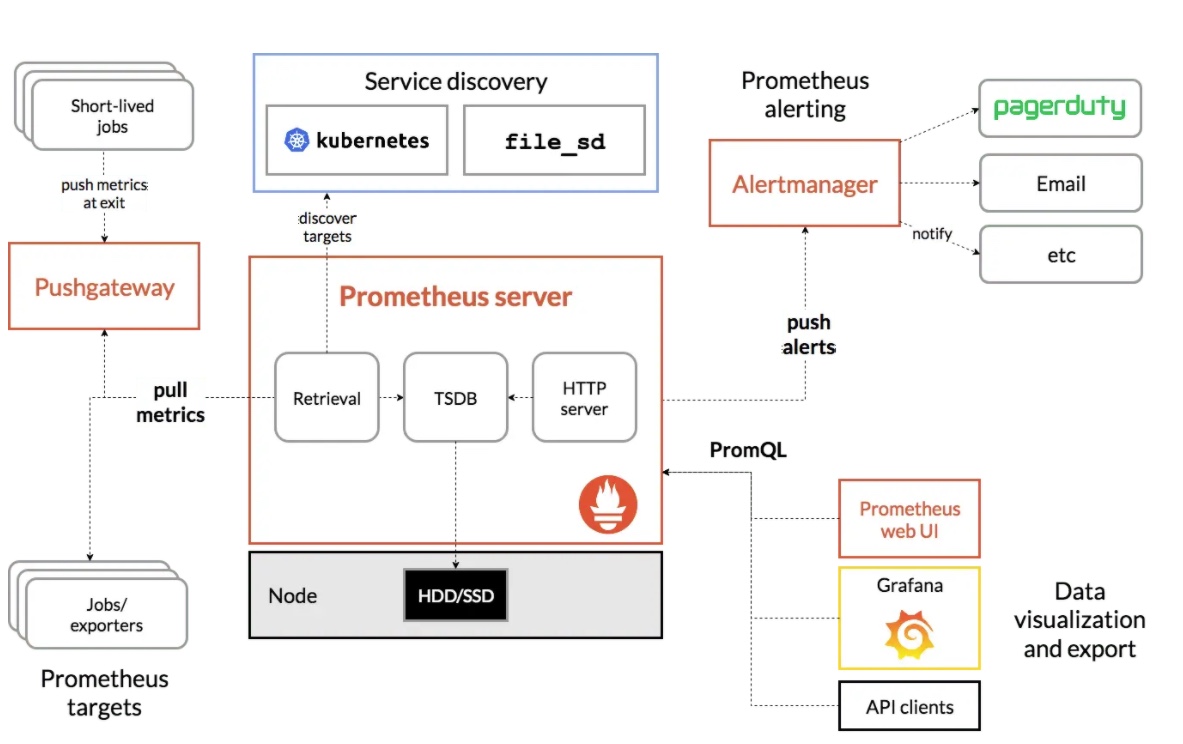 Short-lived
jobs
push metrics
at exit
Pushgateway
pull
metrics
Jobs/
exporters
Prometheus
targets
Service discovery
kubernetes
file_sd
discover
targets
Prometheus server
Retrieval
TSDB
HTTP
server
Node
HDD/SSD
Prometheus
alerting
Alertmanager
pagerduty
Email
etc
notify
push
alerts
PromQL
Prometheus
web UI
Grafana
API clients
Data
visualization
and export